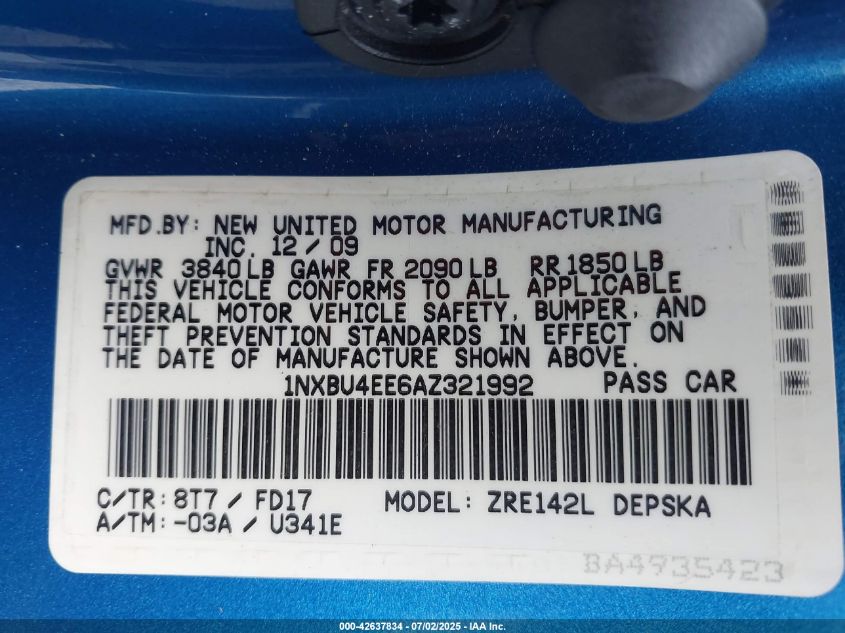 MFD.BY: NEW UNITED MOTOR MANUFACTURING
INC. 12 / 09
GVWR 3840 LB GAWR FR 2090 LB RR 1850 LB
THIS VEHICLE CONFORMS TO ALL APPLICABLE
FEDERAL MOTOR VEHICLE SAFETY, BUMPER, AND
THEFT PREVENTION STANDARDS IN EFFECT ON
THE DATE OF MANUFACTURE SHOWN ABOVE.
1NXBU4EE6AZ321992 PASS CAR
C/TR: 8T7 / FD17 MODEL: ZRE142L DEPSKA
A/TM: -03A / U341E
BA4935423
000-42637834 / 07/02/2025 - IAA Inc.